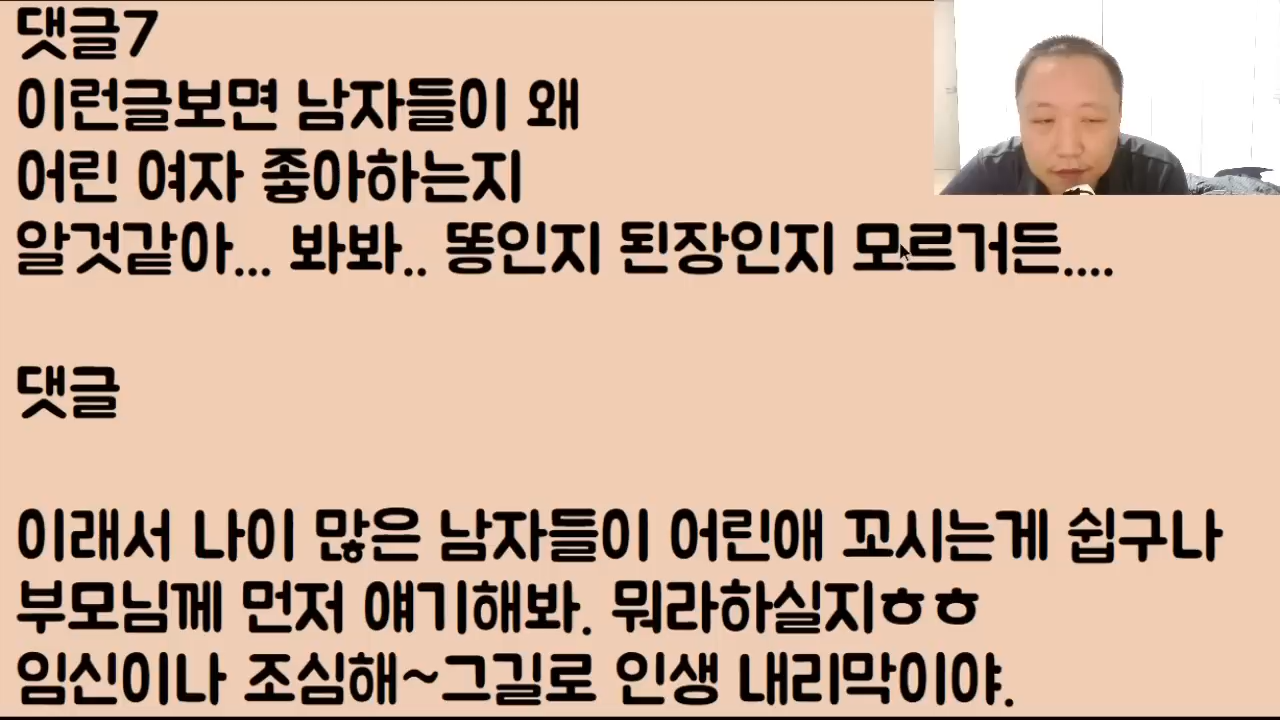 댓글7
이런글보면 남자들이 왜
어린 여자 좋아하는지
알것같아... 봐봐.. 똥인지 된장인지 모르거든....
댓글
이래서 나이 많은 남자들이 어린애 꼬시는게 쉽구나
부모님께 먼저 얘기해봐. 뭐라하실지ㅎㅎ
임신이나 조심해~그길로 인생 내리막이야.